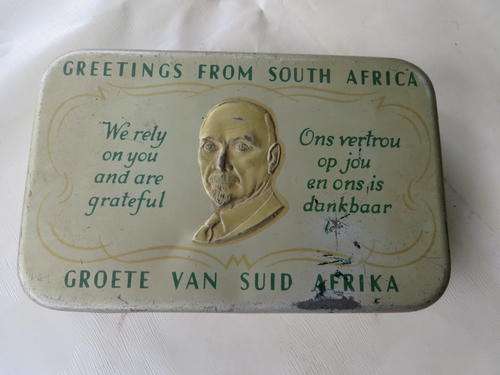 GREETINGS FROM SOUTH AFRICA
We rely
on you
and are
grateful
Ons vertrou
op jou
en ons is
dankbaar
GROETE VAN SUID AFRIKA